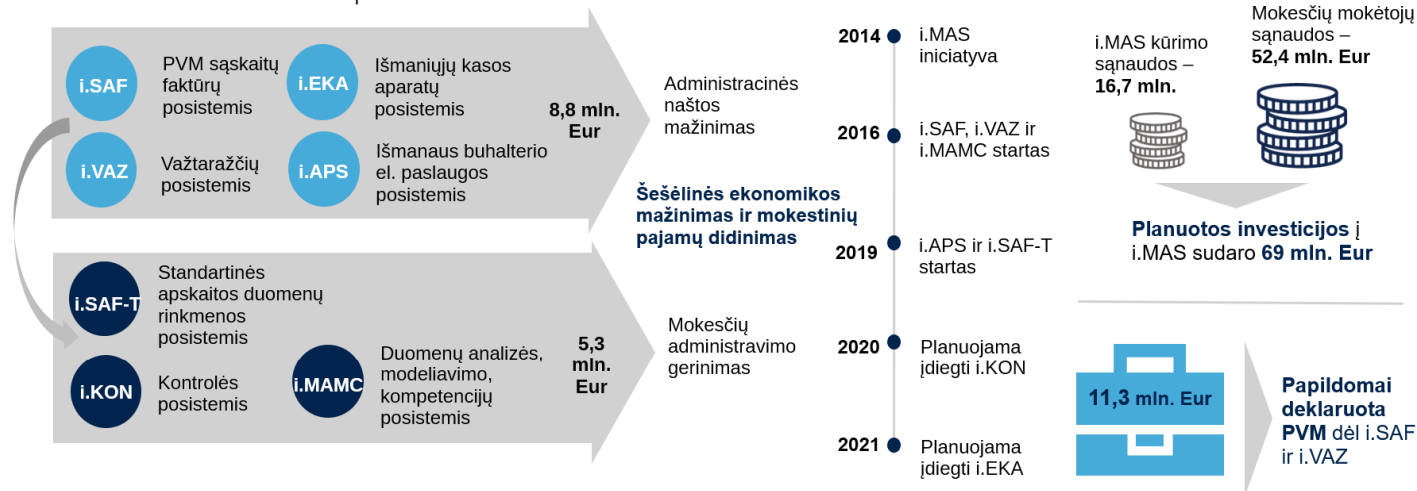 i.SAF
PVM sąskaitų
faktūrų
posistemis
i.EKA
Išmaniųjų kasos
aparatų
posistemis
i.VAZ
Važtaraščių
posistemis
i.APS
Išmanaus buhalterio
el. paslaugos
posistemis
8,8 mln.
Eur
Administracinės
naštos
mažinimas
i.SAF-T
Standartinės
apskaitos duomenų
rinkmenos
posistemis
i.KON
Kontrolės
posistemis
i.MAMC
Duomenų analizės,
modeliavimo,
kompetencijų
posistemis
5,3
mln.
Eur
Mokesčių
administravimo
gerinimas
Šešėlinės ekonomikos
mažinimas ir mokestinių
pajamų didinimas
2014
i.MAS
iniciatyva
2016
i.SAF, i.VAZ ir
i.MAMC startas
2019
i.APS ir i.SAF-T
startas
2020
Planuojama
įdiegti i.KON
2021
Planuojama
įdiegti i.EKA
i.MAS kūrimo
sąnaudos –
16,7 mln.
Mokesčių mokėtojų
sąnaudos –
52,4 mln. Eur
Planuotos investicijos į
i.MAS sudaro 69 mln. Eur
11,3 mln. Eur
Papildomai
deklaruota
PVM dėl i.SAF
ir i.VAZ